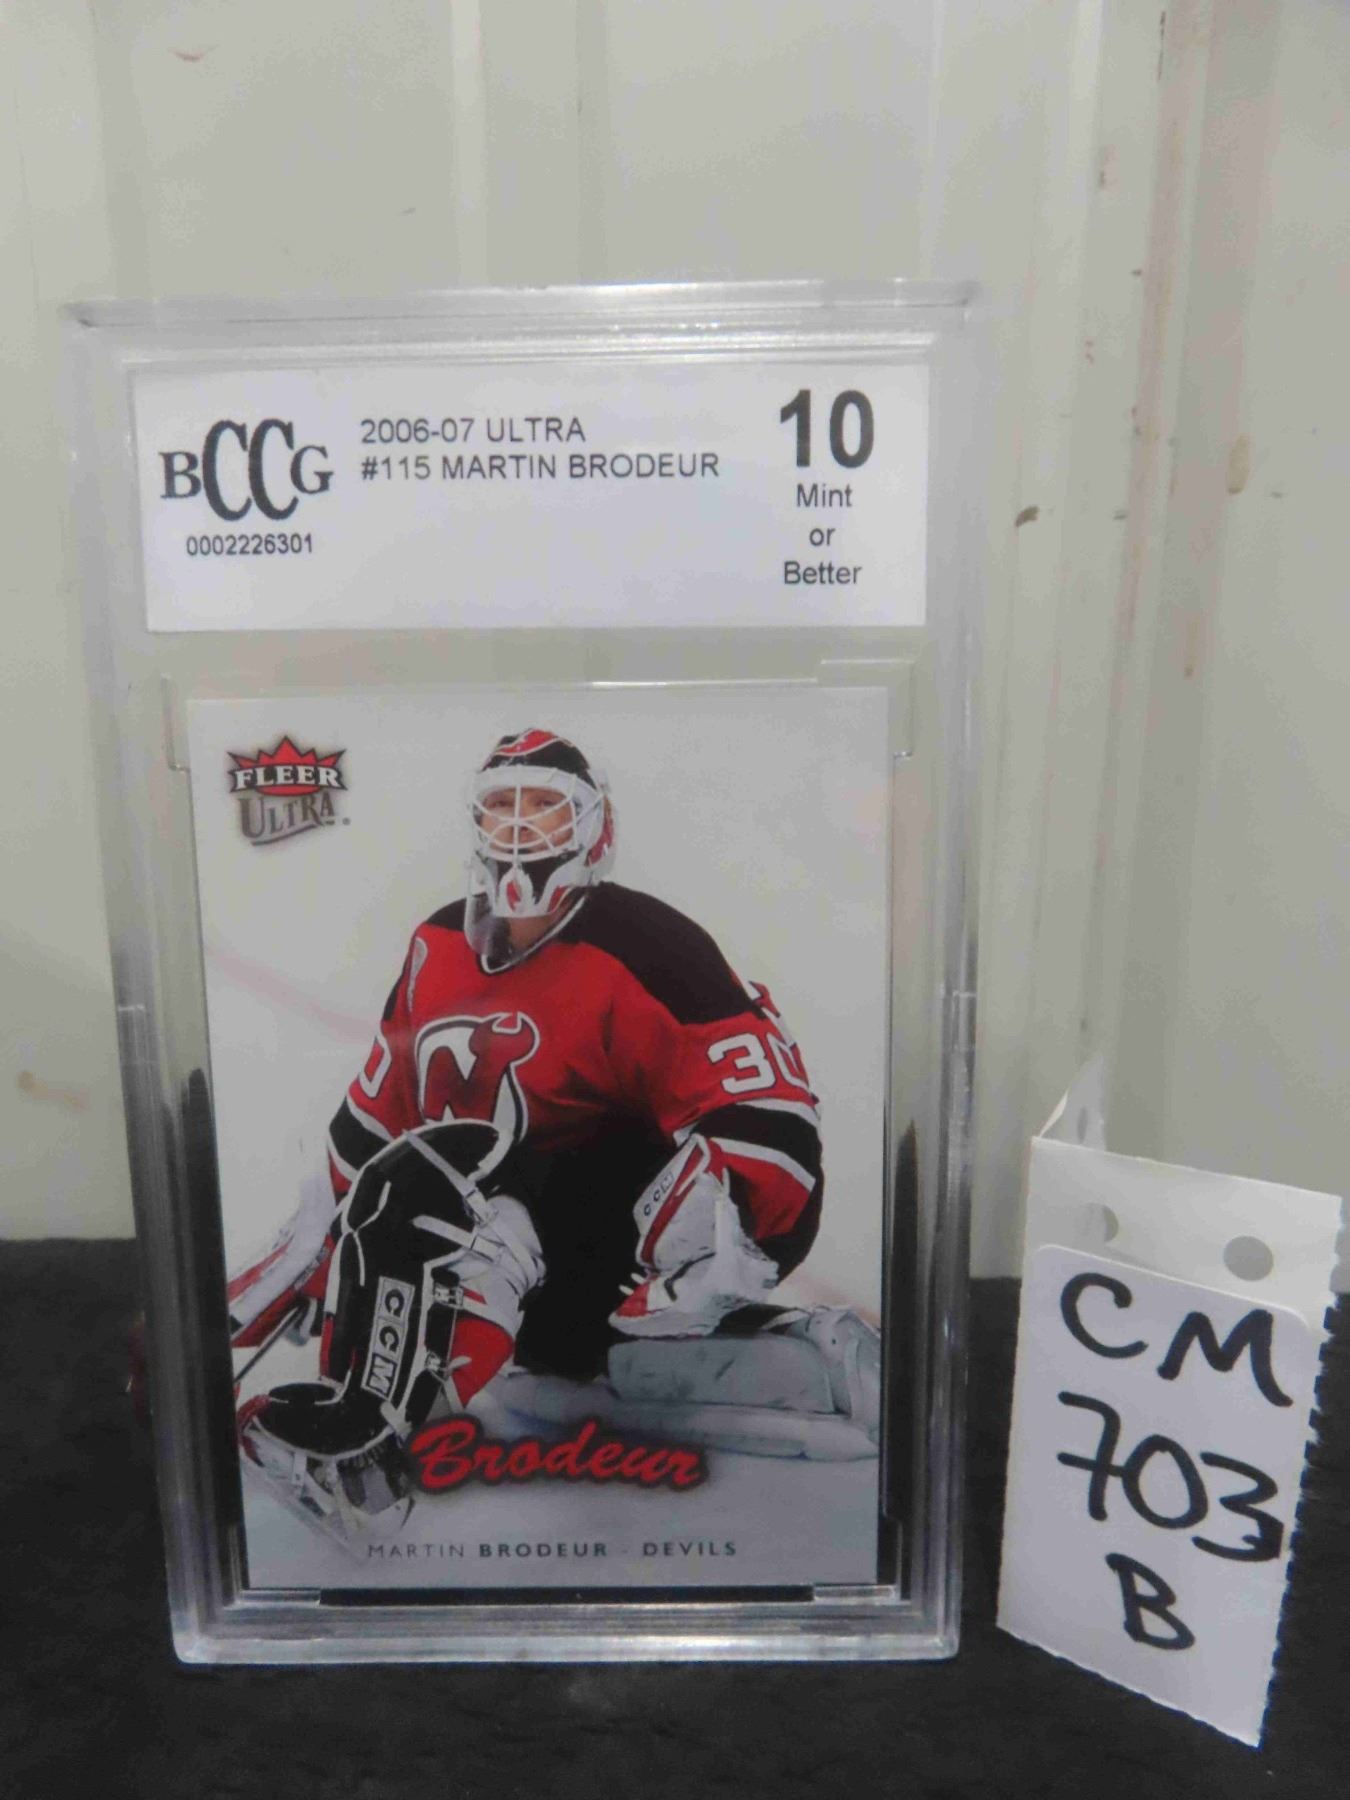 BCCG
0002226301
2006-07 ULTRA
#115 MARTIN BRODEUR
10
Mint
or
Better
FLEER
ULTRA
30
CCM
CCM
Brodeur
MARTIN BRODEUR - DEVILS
CM
703
B